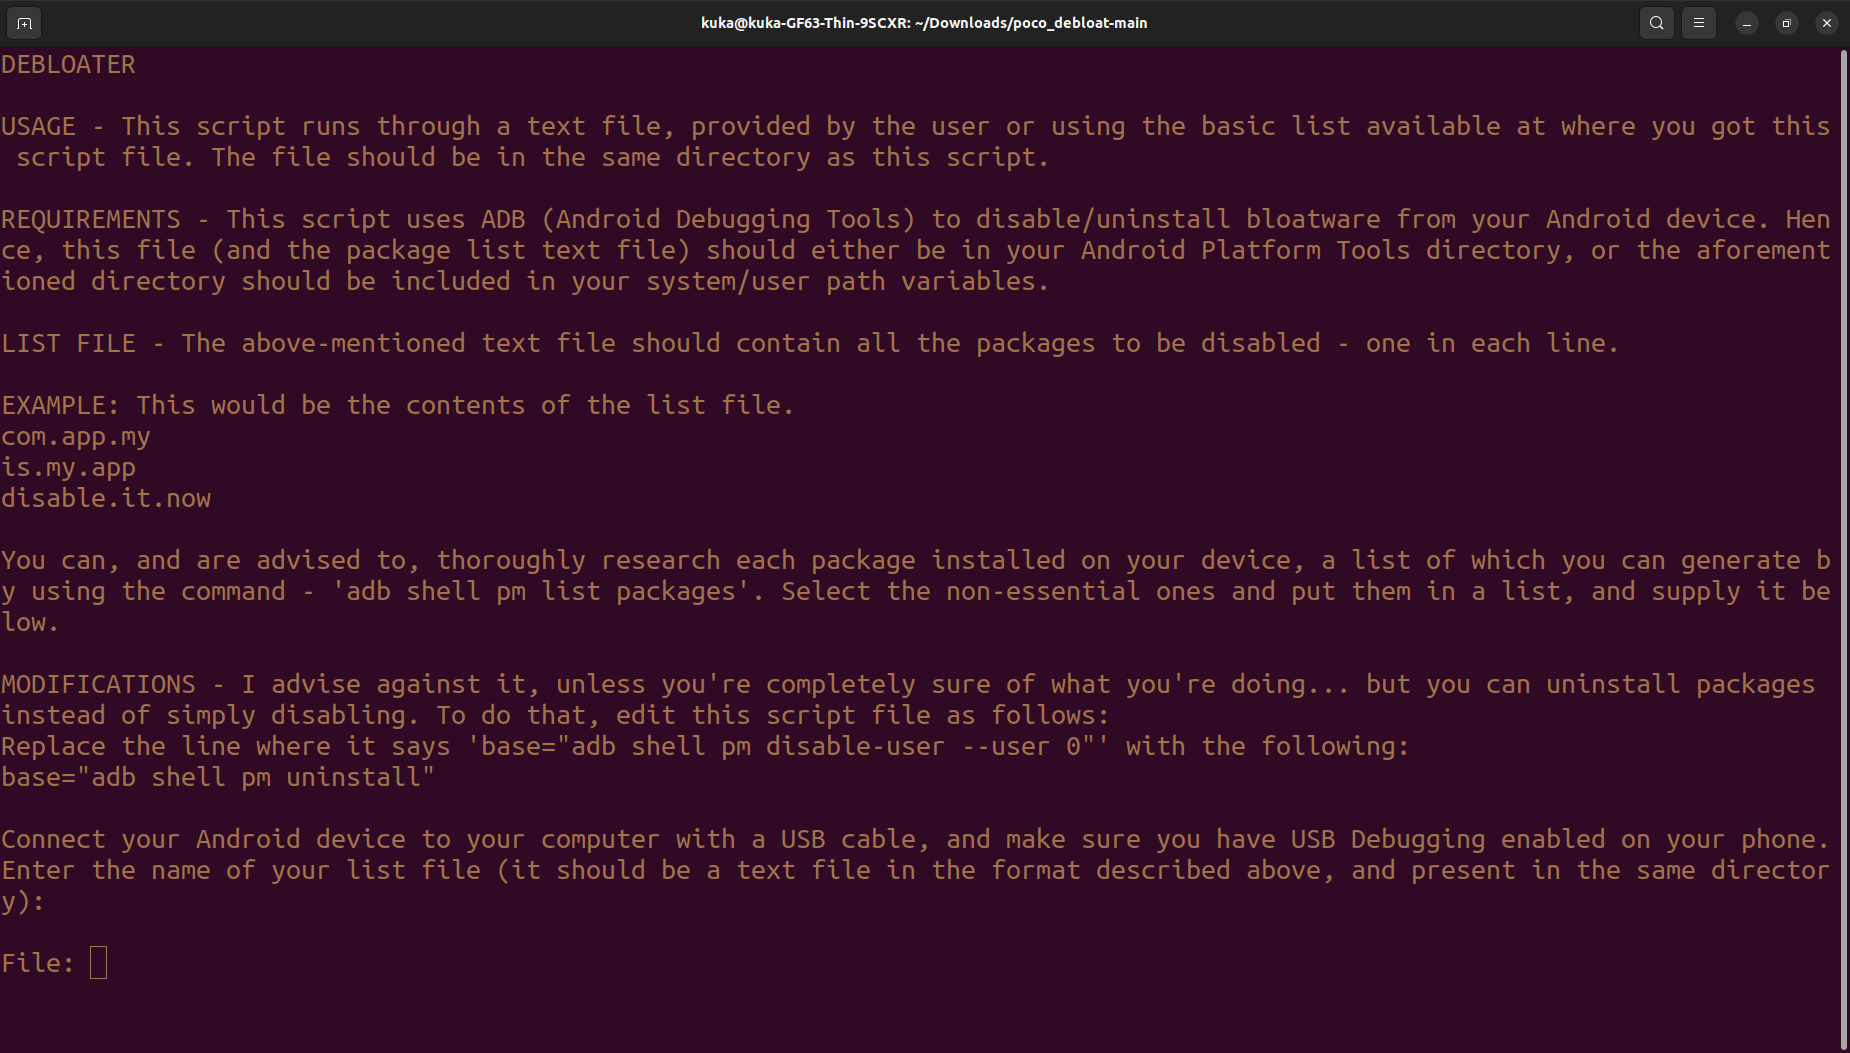 kuka@kuka-GF63-Thin-9SCXR: ~/Downloads/poco_debloat-main
DEBLOATER
USAGE - This script runs through a text file, provided by the user or using the basic list available at where you got this
 script file. The file should be in the same directory as this script.
REQUIREMENTS - This script uses ADB (Android Debugging Tools) to disable/uninstall bloatware from your Android device. Hen
ce, this file (and the package list text file) should either be in your Android Platform Tools directory, or the aforement
ioned directory should be included in your system/user path variables.
LIST FILE - The above-mentioned text file should contain all the packages to be disabled - one in each line.
EXAMPLE: This would be the contents of the list file.
com.app.my
is.my.app
disable.it.now
You can, and are advised to, thoroughly research each package installed on your device, a list of which you can generate b
y using the command - 'adb shell pm list packages'. Select the non-essential ones and put them in a list, and supply it be
low.
MODIFICATIONS - I advise against it, unless you're completely sure of what you're doing... but you can uninstall packages
instead of simply disabling. To do that, edit this script file as follows:
Replace the line where it says 'base="adb shell pm disable-user --user 0"' with the following:
base="adb shell pm uninstall"
Connect your Android device to your computer with a USB cable, and make sure you have USB Debugging enabled on your phone.
Enter the name of your list file (it should be a text file in the format described above, and present in the same director
y):
File: